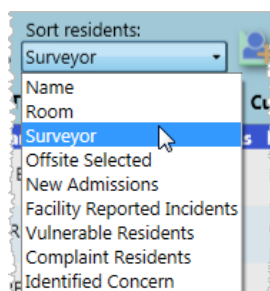 Sort residents:
Surveyor
Name
Room
Surveyor
Offsite Selected
New Admissions
Facility Reported Incidents
Vulnerable Residents
Complaint Residents
Identified Concern